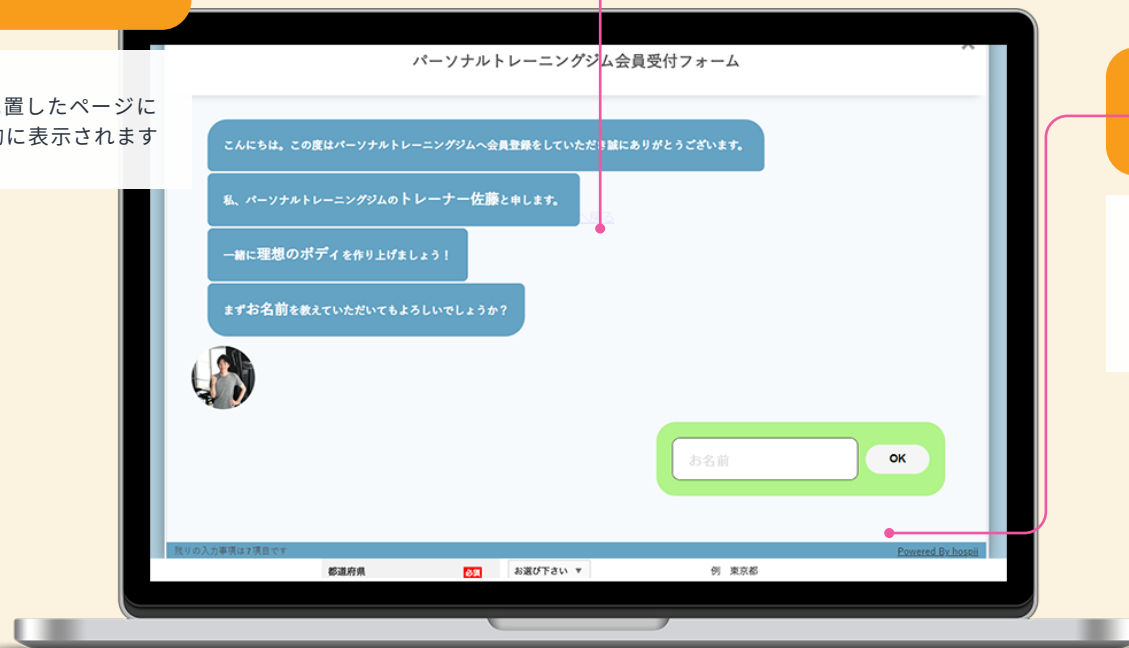 パーソナルトレーニングジム会員受付フォーム
置したページに
に表示されます
こんにちは。この度はパーソナルトレーニングジムへ会員登録をしていただき誠にありがとうございます。
私、パーソナルトレーニングジムのトレーナー佐藤と申します。
一緒に理想のボディを作り上げましょう！
まずお名前を教えていただいてもよろしいでしょうか？
お名前
OK
残りの入力事項は7項目です
Powered By hospii
都道府県
必須
お選び下さい ▼
例 東京都